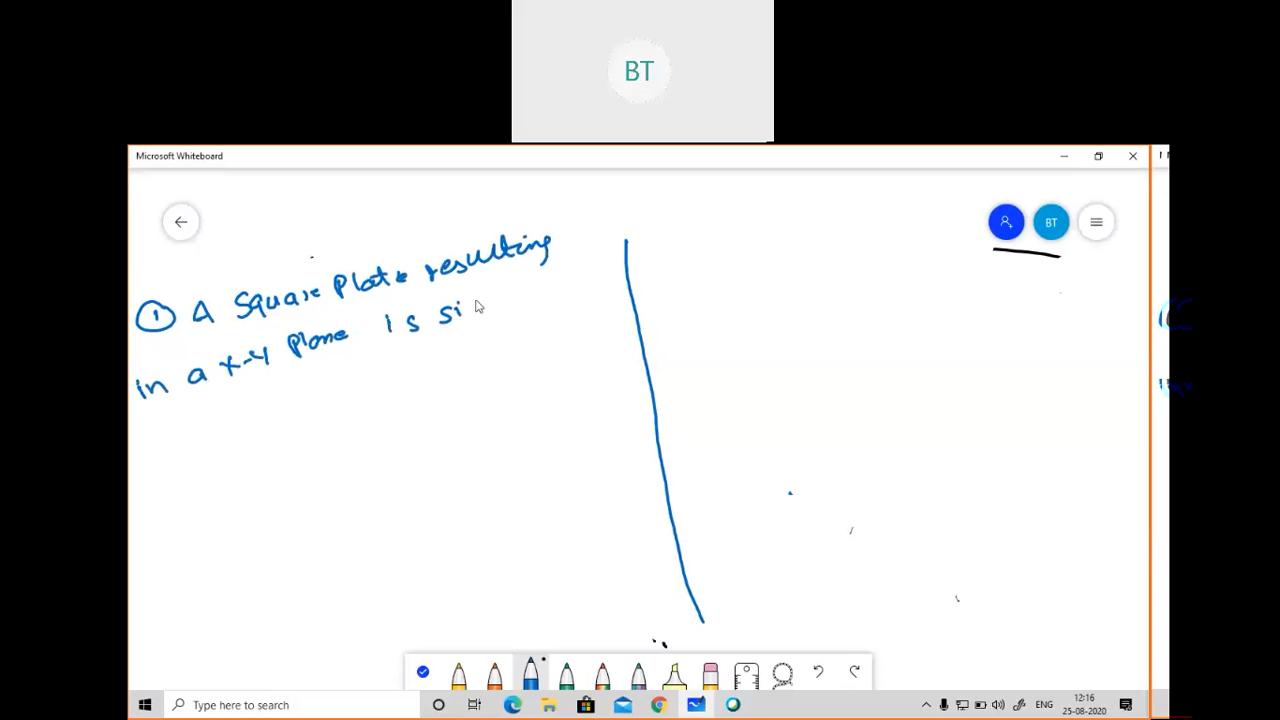 BT
Microsoft Whiteboard
BT
① A Square Plate resulting
in a x-y plane is si
Type here to search
ENG
12:16
25-08-2020